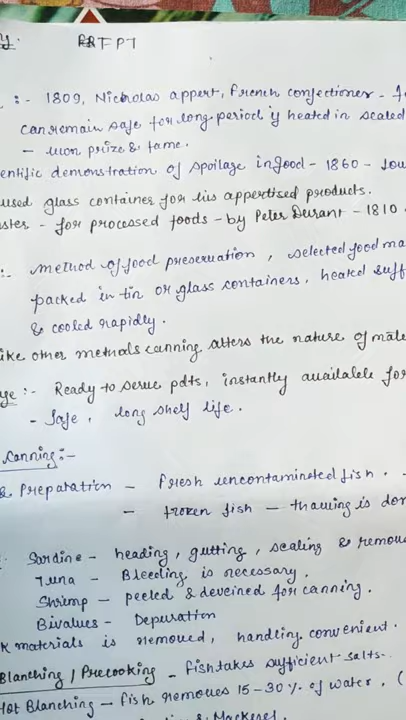 y. RRTFPT
:- 1809, Nicholas appert, french confectioner - f
can remain safe for long period if heated in sealed
- won prize & fame.
entific demonstration of spoilage in food - 1860 - Lou
used glass container for his appertised products.
ster - for processed foods - by Peter Durant - 1810.
:- method of food preservation, selected food ma
packed in tin or glass containers, heated suff
& cooled rapidly.
ike other methods canning alters the nature of mate
ge :- Ready to serve pdts, instantly available for
- Safe, long shelf life.
Canning:-
& Preparation - fresh uncontaminated fish.
- frozen fish - thawing is don
: Sardine - heading, gutting, scaling & remov
Tuna - Bleeding is necessary.
Shrimp - peeled & deveined for canning.
Bivalves - Depuration
k materials is removed, handling convenient.
Blanching / Precooking - fish takes sufficient salts.
Hot Blanching - fish removes 15-30% of water. (
& Mackerel